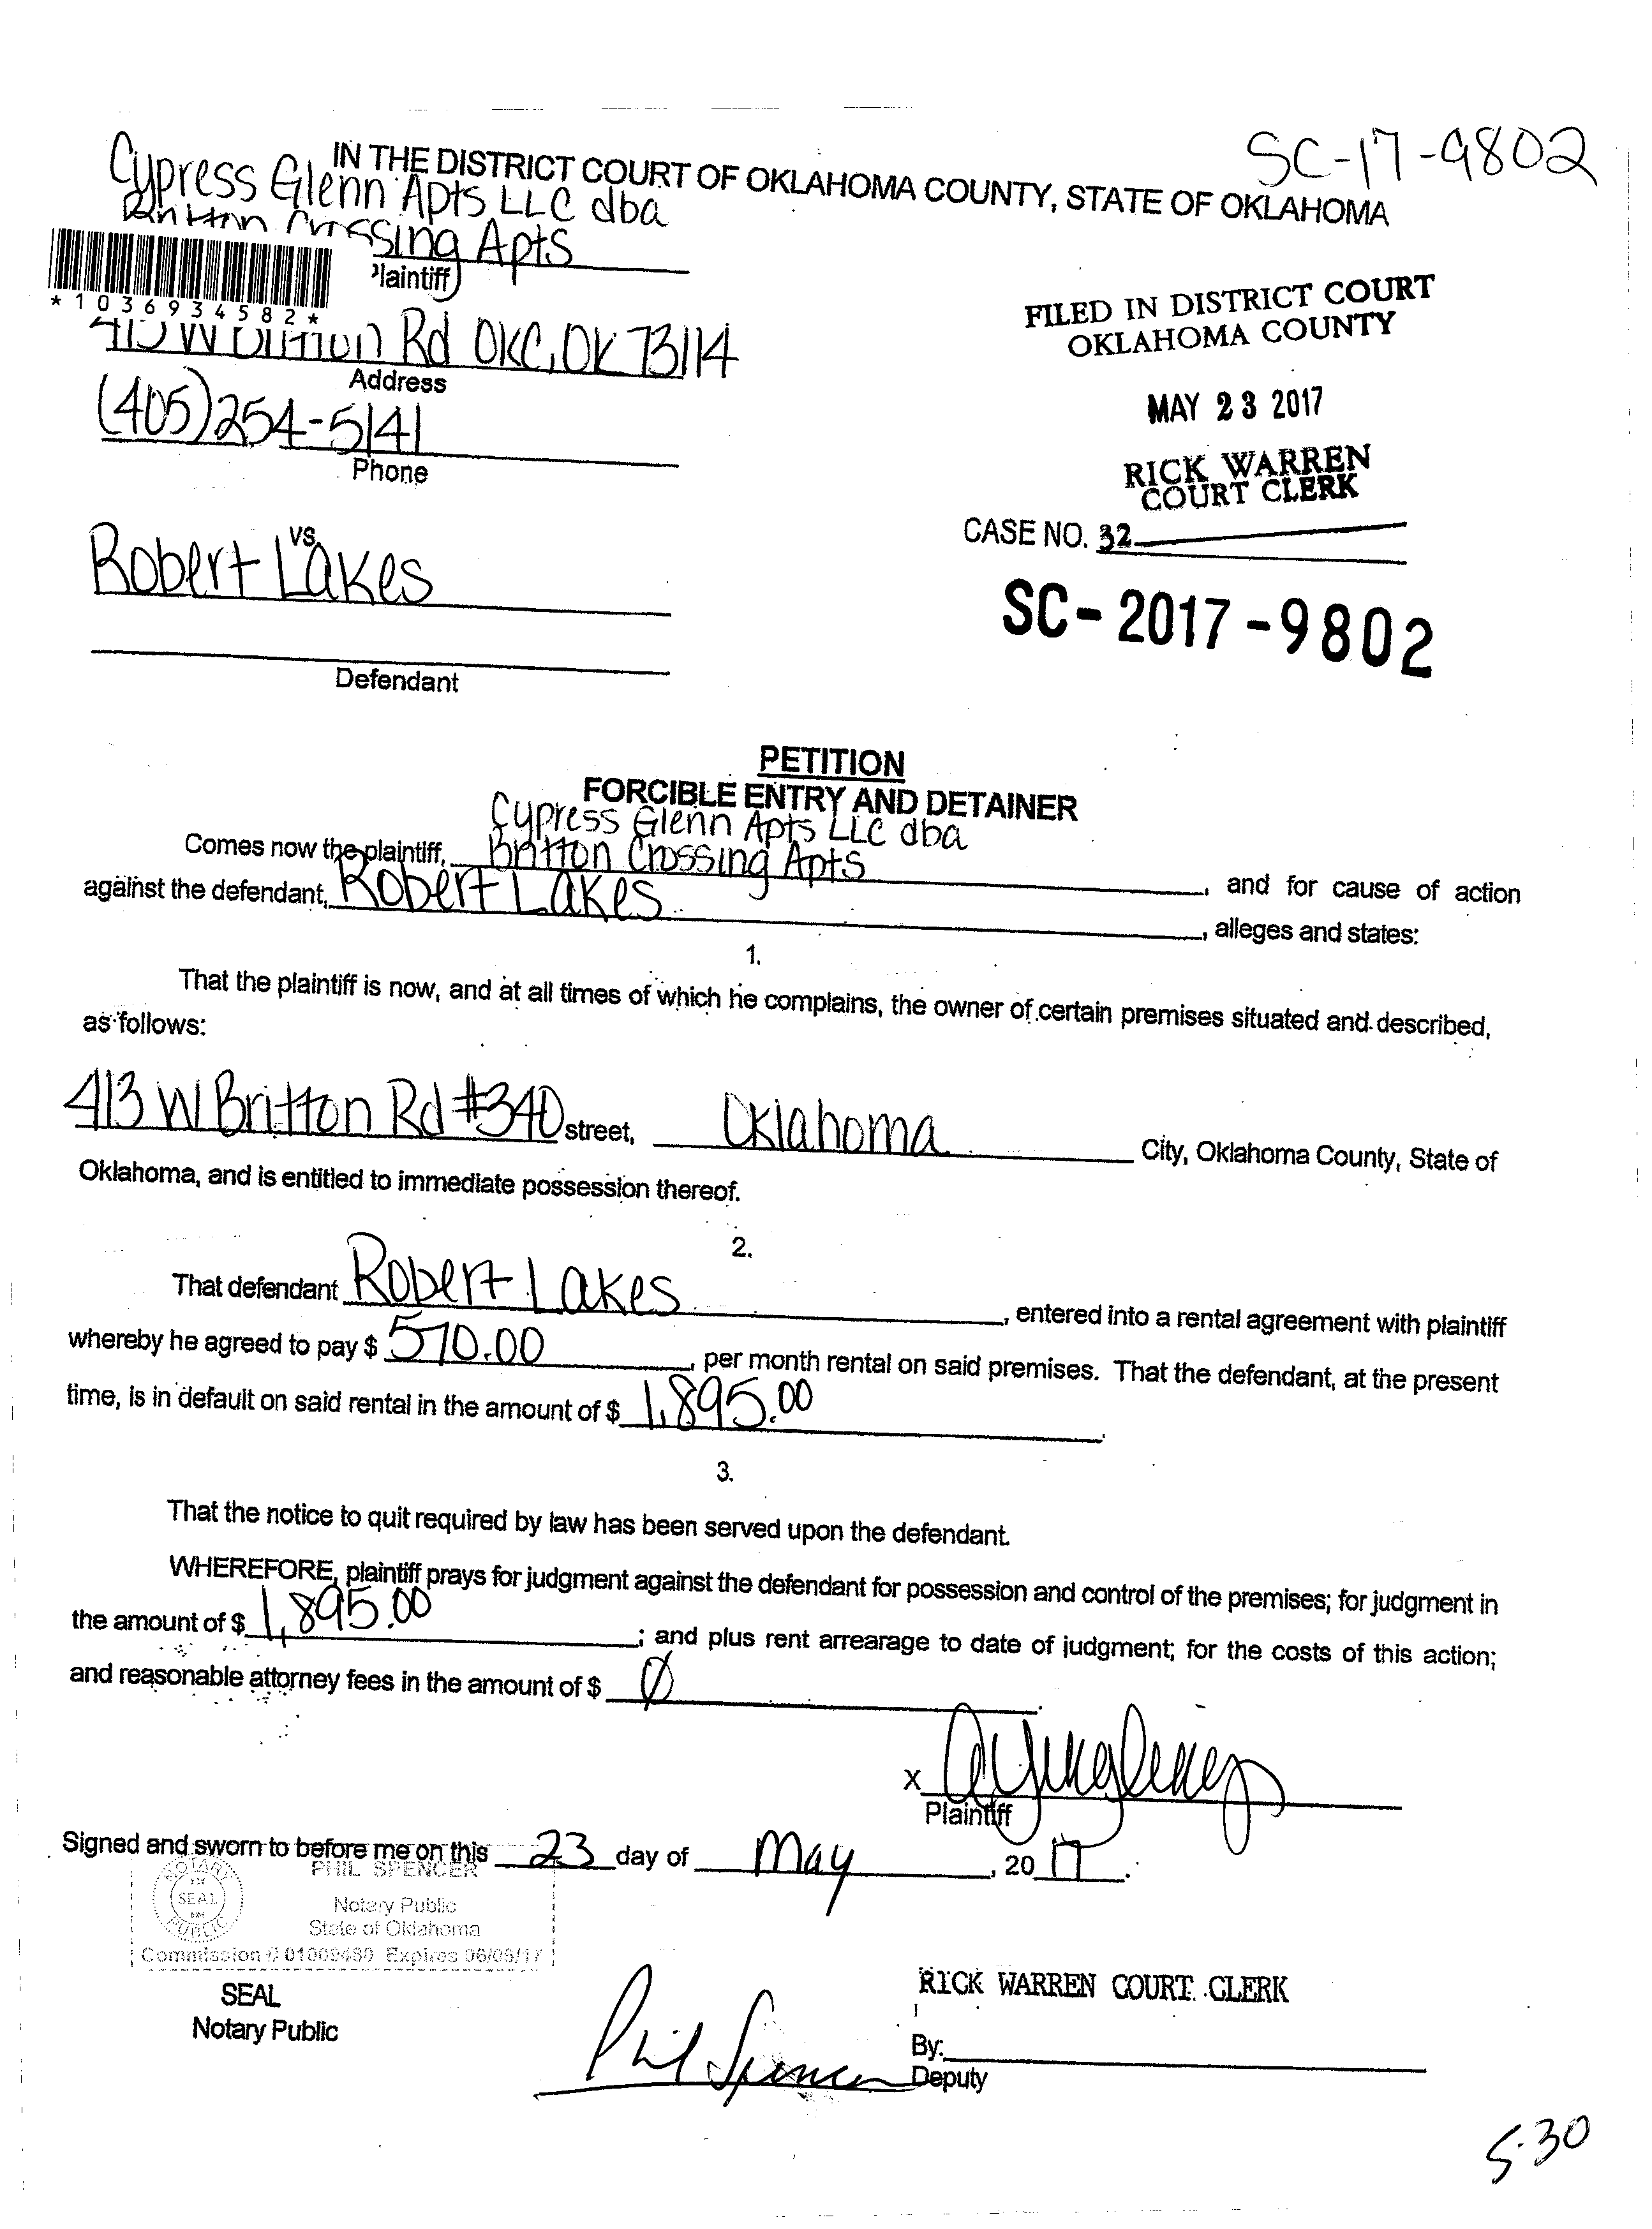 SC-17-9802
IN THE DISTRICT COURT OF OKLAHOMA COUNTY, STATE OF OKLAHOMA
Cypress Glenn Apts LLC dba
Britton Crossing Apts
Plaintiff
*1036934582*
W Britton Rd OKC, OK 73114
Address
(405)254-5141
Phone
FILED IN DISTRICT COURT
OKLAHOMA COUNTY
MAY 23 2017
RICK WARREN
COURT CLERK
CASE NO. 32
SC-2017-9802
vs.
Robert Lakes
Defendant
PETITION
FORCIBLE ENTRY AND DETAINER
Cypress Glenn Apts LLC dba
Comes now the plaintiff, Britton Crossing Apts, and for cause of action
against the defendant, Robert Lakes, alleges and states:
1.
That the plaintiff is now, and at all times of which he complains, the owner of certain premises situated and described,
as follows:
413 W Britton Rd #340 street, Oklahoma City, Oklahoma County, State of
Oklahoma, and is entitled to immediate possession thereof.
2.
That defendant Robert Lakes, entered into a rental agreement with plaintiff
whereby he agreed to pay $ 570.00, per month rental on said premises. That the defendant, at the present
time, is in default on said rental in the amount of $ 1,895.00.
3.
That the notice to quit required by law has been served upon the defendant.
WHEREFORE, plaintiff prays for judgment against the defendant for possession and control of the premises; for judgment in
the amount of $ 1,895.00; and plus rent arrearage to date of judgment; for the costs of this action;
and reasonable attorney fees in the amount of $ Ø.
X
Plaintiff
Signed and sworn to before me on this 23 day of May, 2017.
PHIL SPENCER
NOTARY PUBLIC
SEAL
Notary Public
State of Oklahoma
Commission # Expires
SEAL
Notary Public
Phil Spencer
RICK WARREN COURT CLERK
By:
Deputy
5-30